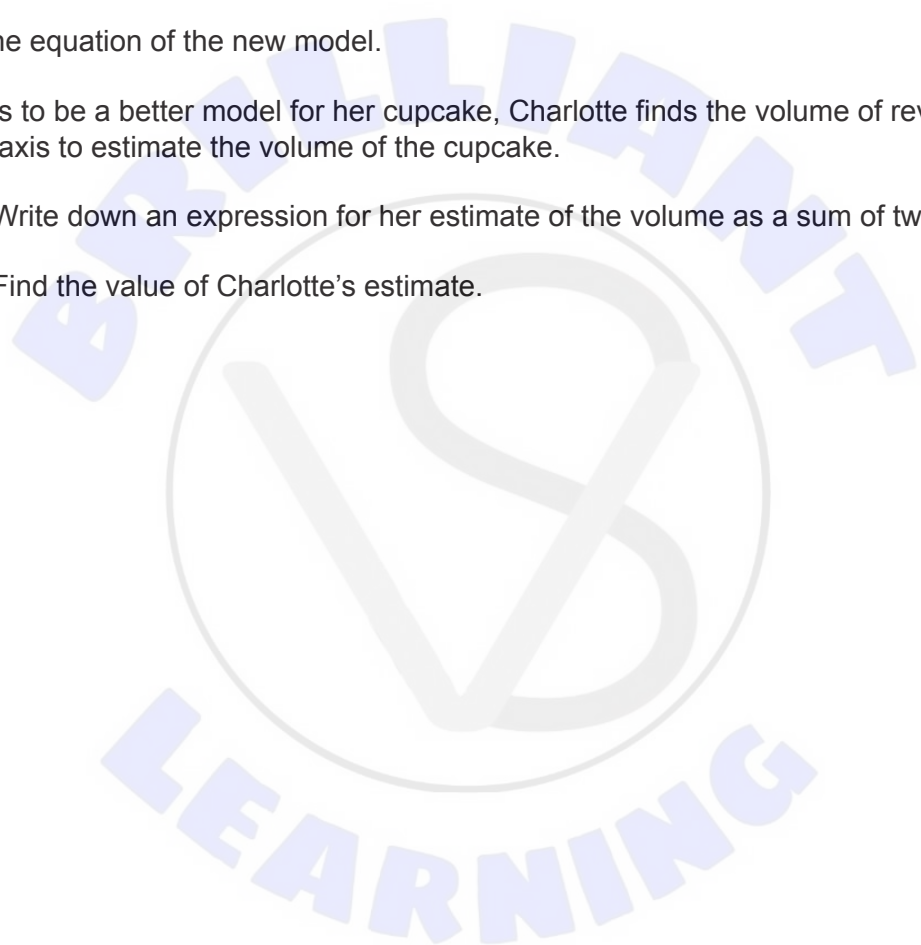 ne equation of the new model.
s to be a better model for her cupcake, Charlotte finds the volume of rev
axis to estimate the volume of the cupcake.
Write down an expression for her estimate of the volume as a sum of tw
Find the value of Charlotte's estimate.
BRILLIANT
VS
LEARNING